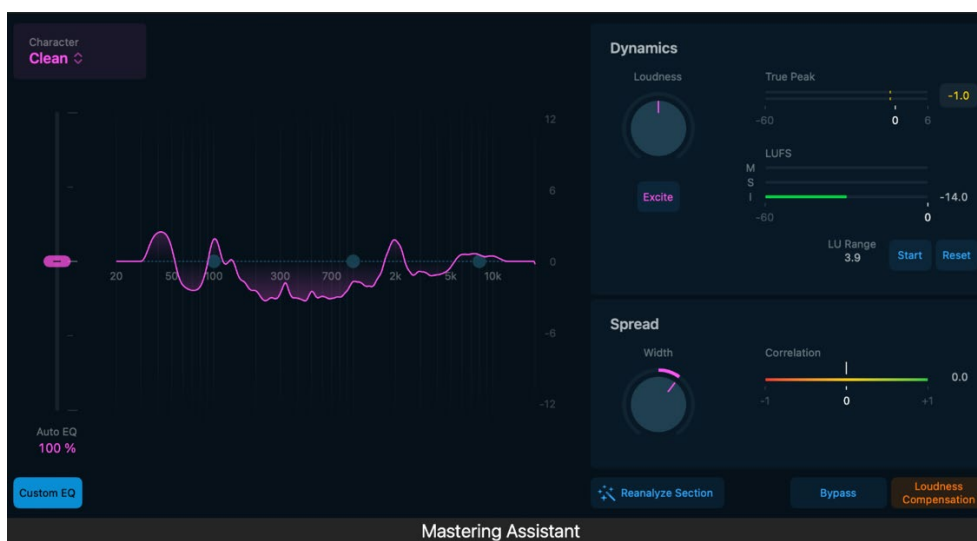 Character
Clean
12
6
0
-6
-12
20
50
100
300
700
2k
5k
10k
Auto EQ
100 %
Custom EQ
Dynamics
Loudness
Excite
True Peak
-1.0
-60
0
6
LUFS
M
S
I
-14.0
-60
0
LU Range
3.9
Start
Reset
Spread
Width
Correlation
0.0
-1
0
+1
Reanalyze Section
Bypass
Loudness
Compensation
Mastering Assistant